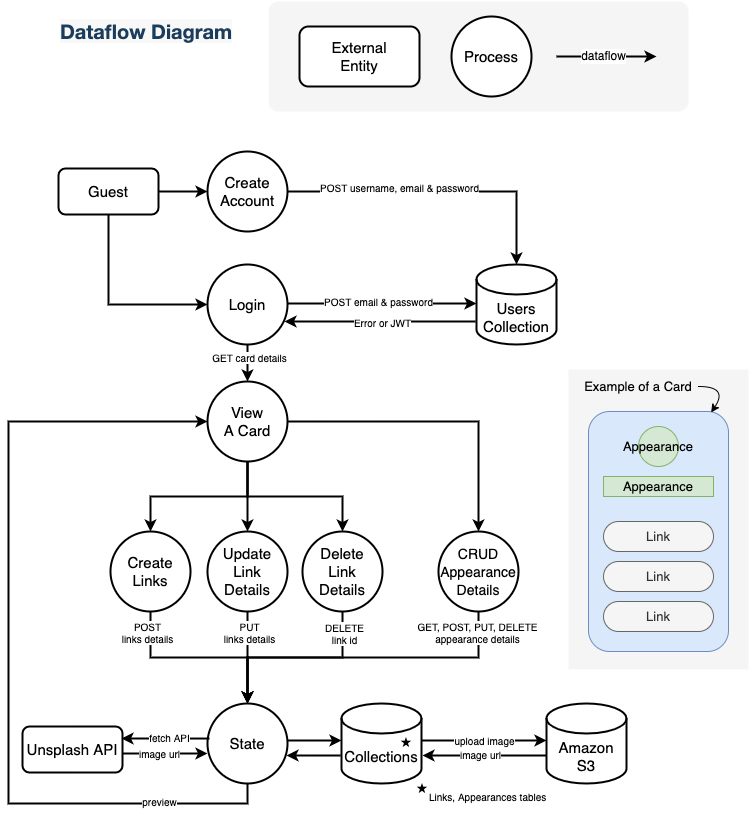 Dataflow Diagram
External
Entity
Process
dataflow
Guest
Create
Account
POST username, email & password
Login
POST email & password
Error or JWT
Users
Collection
GET card details
View
A Card
Example of a Card
Appearance
Appearance
Link
Link
Link
Create
Links
Update
Link
Details
Delete
Link
Details
CRUD
Appearance
Details
POST
links details
PUT
links details
DELETE
link id
GET, POST, PUT, DELETE
appearance details
Unsplash API
fetch API
image url
State
Collections
upload image
image url
Amazon
S3
Links, Appearances tables
preview